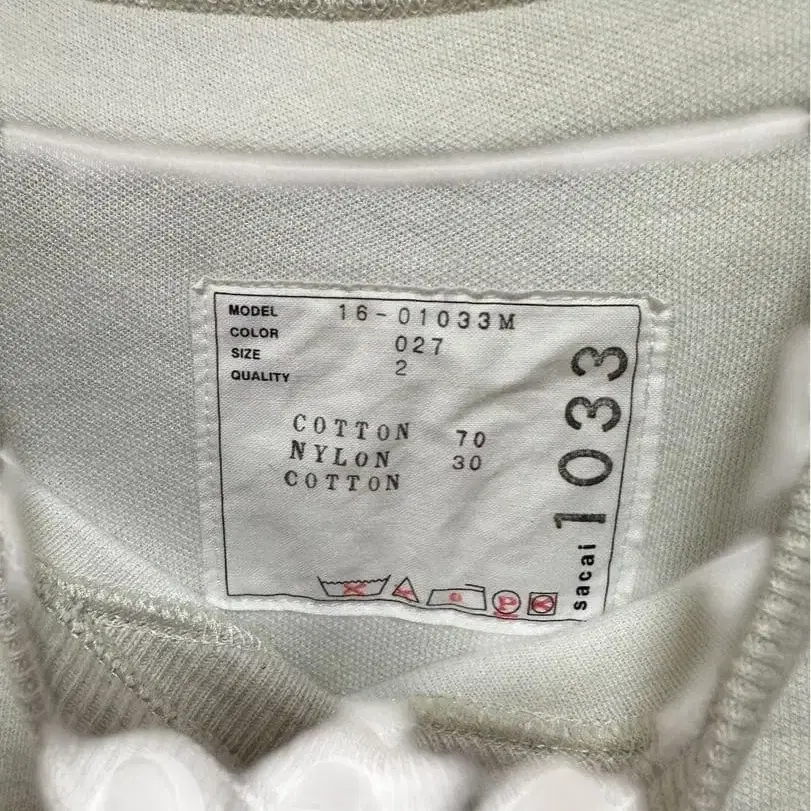 MODEL 16-01033M
COLOR 027
SIZE 2
QUALITY
COTTON 70
NYLON 30
COTTON
sacai 1033
P